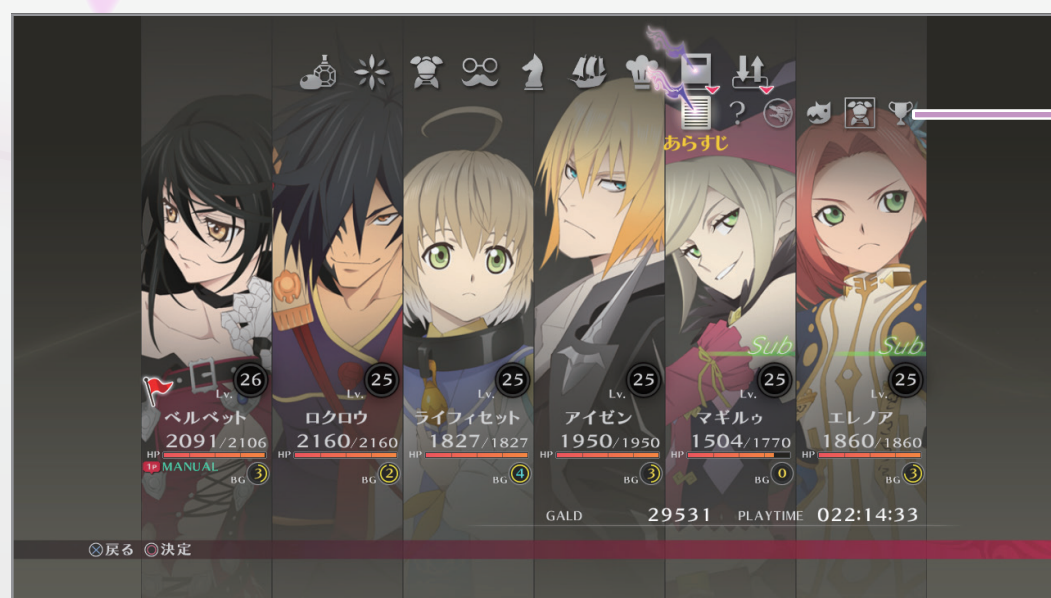 ?
あらすじ
Sub
Sub
26
Lv.
25
Lv.
25
Lv.
25
Lv.
25
Lv.
25
Lv.
ベルベット
ロクロウ
ライフィセット
アイゼン
マギルゥ
エレノア
2091/2106
2160/2160
1827/1827
1950/1950
1504/1770
1860/1860
HP
HP
HP
HP
HP
HP
1P MANUAL
BG 3
BG 2
BG 4
BG 3
BG 0
BG 3
GALD 29531 PLAYTIME 022:14:33
戻る 決定